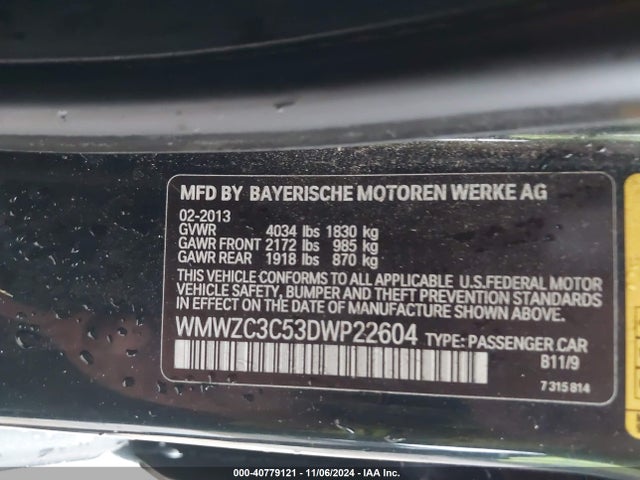 MFD BY BAYERISCHE MOTOREN WERKE AG
02-2013
GVWR 4034 lbs 1830 kg
GAWR FRONT 2172 lbs 985 kg
GAWR REAR 1918 lbs 870 kg
THIS VEHICLE CONFORMS TO ALL APPLICABLE U.S.FEDERAL MOTOR
VEHICLE SAFETY, BUMPER AND THEFT PREVENTION STANDARDS
IN EFFECT ON THE DATE OF MANUFACTURE SHOWN ABOVE.
WMWZC3C53DWP22604 TYPE: PASSENGER CAR
B11/9
7 315 814
000-40779121 - 11/06/2024 - IAA Inc.